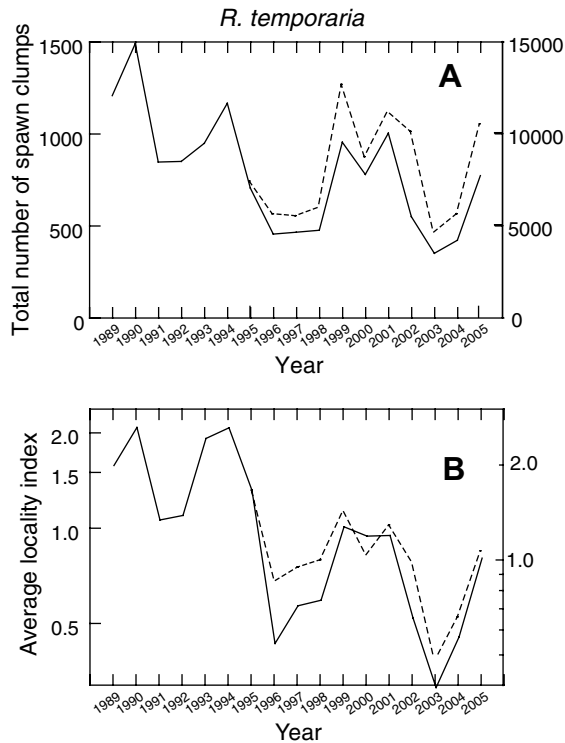 R. temporaria
Total number of spawn clumps
1500
1000
500
0
A
15000
10000
5000
0
1989 1990 1991 1992 1993 1994 1995 1996 1997 1998 1999 2000 2001 2002 2003 2004 2005
Year
Average locality index
2.0
1.5
1.0
0.5
B
2.0
1.0
1989 1990 1991 1992 1993 1994 1995 1996 1997 1998 1999 2000 2001 2002 2003 2004 2005
Year